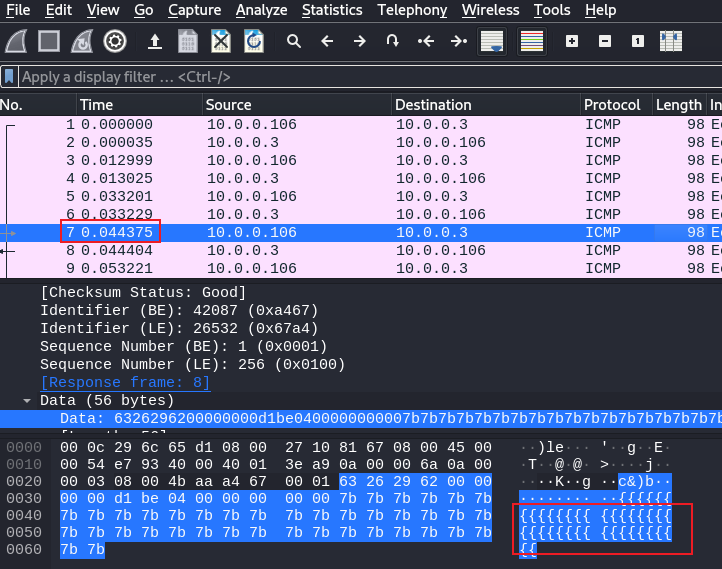 File Edit View Go Capture Analyze Statistics Telephony Wireless Tools Help
Apply a display filter … <Ctrl-/>
No. Time Source Destination Protocol Length In
1 0.000000 10.0.0.106 10.0.0.3 ICMP 98 E
2 0.000035 10.0.0.3 10.0.0.106 ICMP 98 E
3 0.012999 10.0.0.106 10.0.0.3 ICMP 98 E
4 0.013025 10.0.0.3 10.0.0.106 ICMP 98 E
5 0.033201 10.0.0.106 10.0.0.3 ICMP 98 E
6 0.033229 10.0.0.3 10.0.0.106 ICMP 98 E
7 0.044375 10.0.0.106 10.0.0.3 ICMP 98 E
8 0.044404 10.0.0.3 10.0.0.106 ICMP 98 E
9 0.053221 10.0.0.106 10.0.0.3 ICMP 98 E
[Checksum Status: Good]
Identifier (BE): 42087 (0xa467)
Identifier (LE): 26532 (0x67a4)
Sequence Number (BE): 1 (0x0001)
Sequence Number (LE): 256 (0x0100)
[Response frame: 8]
Data (56 bytes)
Data: 6326296200000000d1be0400000000007b7b7b7b7b7b7b7b7b7b7b7b7b7b7b7b7b7b
0000 00 0c 29 6c 65 d1 08 00 27 10 81 67 08 00 45 00 ··)le··· '··g··E·
0010 00 54 e7 93 40 00 40 01 3e a9 0a 00 00 6a 0a 00 ·T··@·@· >····j··
0020 00 03 08 00 4b aa a4 67 00 01 63 26 29 62 00 00 ····K··g ··c&)b··
0030 00 00 d1 be 04 00 00 00 00 00 7b 7b 7b 7b 7b 7b ········ ··{{{{{{
0040 7b 7b 7b 7b 7b 7b 7b 7b 7b 7b 7b 7b 7b 7b 7b 7b {{{{{{{{ {{{{{{{{
0050 7b 7b 7b 7b 7b 7b 7b 7b 7b 7b 7b 7b 7b 7b 7b 7b {{{{{{{{ {{{{{{{{
0060 7b 7b {{